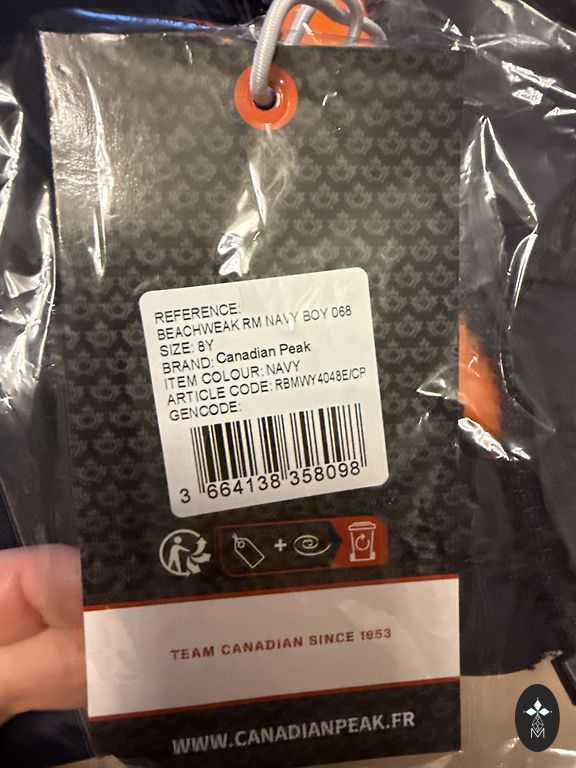 REFERENCE:
BEACHWEAK RM NAVY BOY 068
SIZE: 8Y
BRAND: Canadian Peak
ITEM COLOUR: NAVY
ARTICLE CODE: RBMWY4048E/CP
GENCODE:
3 664138 358098
+
TEAM CANADIAN SINCE 1953
WWW.CANADIANPEAK.FR
M